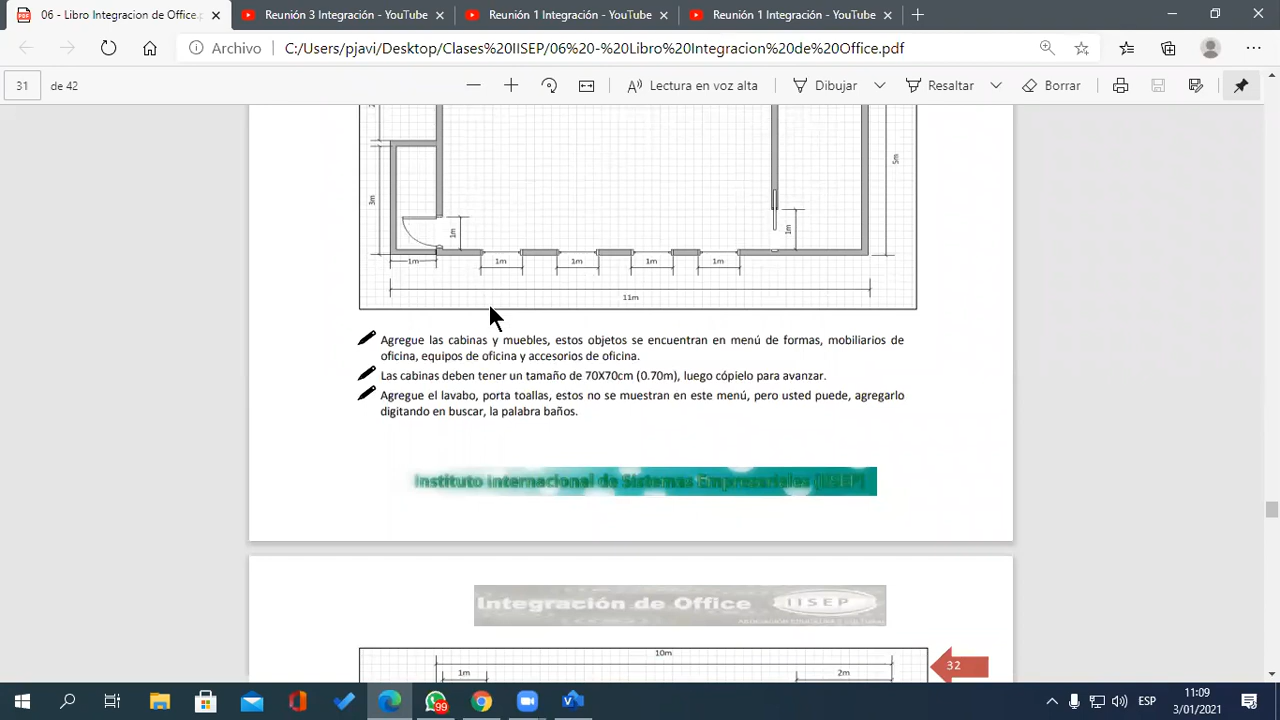 06 - Libro Integracion de Office.p
Reunión 3 Integración - YouTube
Reunión 1 Integración - YouTube
Reunión 1 Integración - YouTube
Archivo
C:/Users/pjavi/Desktop/Clases%20IISEP/06%20-%20Libro%20Integracion%20de%20Office.pdf
31 de 42
Lectura en voz alta
Dibujar
Resaltar
Borrar
3m
5m
1m
1m
1m
1m
1m
1m
1m
11m
Agregue las cabinas y muebles, estos objetos se encuentran en menú de formas, mobiliarios de
oficina, equipos de oficina y accesorios de oficina.
Las cabinas deben tener un tamaño de 70X70cm (0.70m), luego cópielo para avanzar.
Agregue el lavabo, porta toallas, estos no se muestran en este menú, pero usted puede, agregarlo
digitando en buscar, la palabra baños.
Instituto Internacional de Sistemas Empresariales (IISEP)
Integración de Office
IISEP
10m
32
1m
2m
99
ESP
11:09
3/01/2021